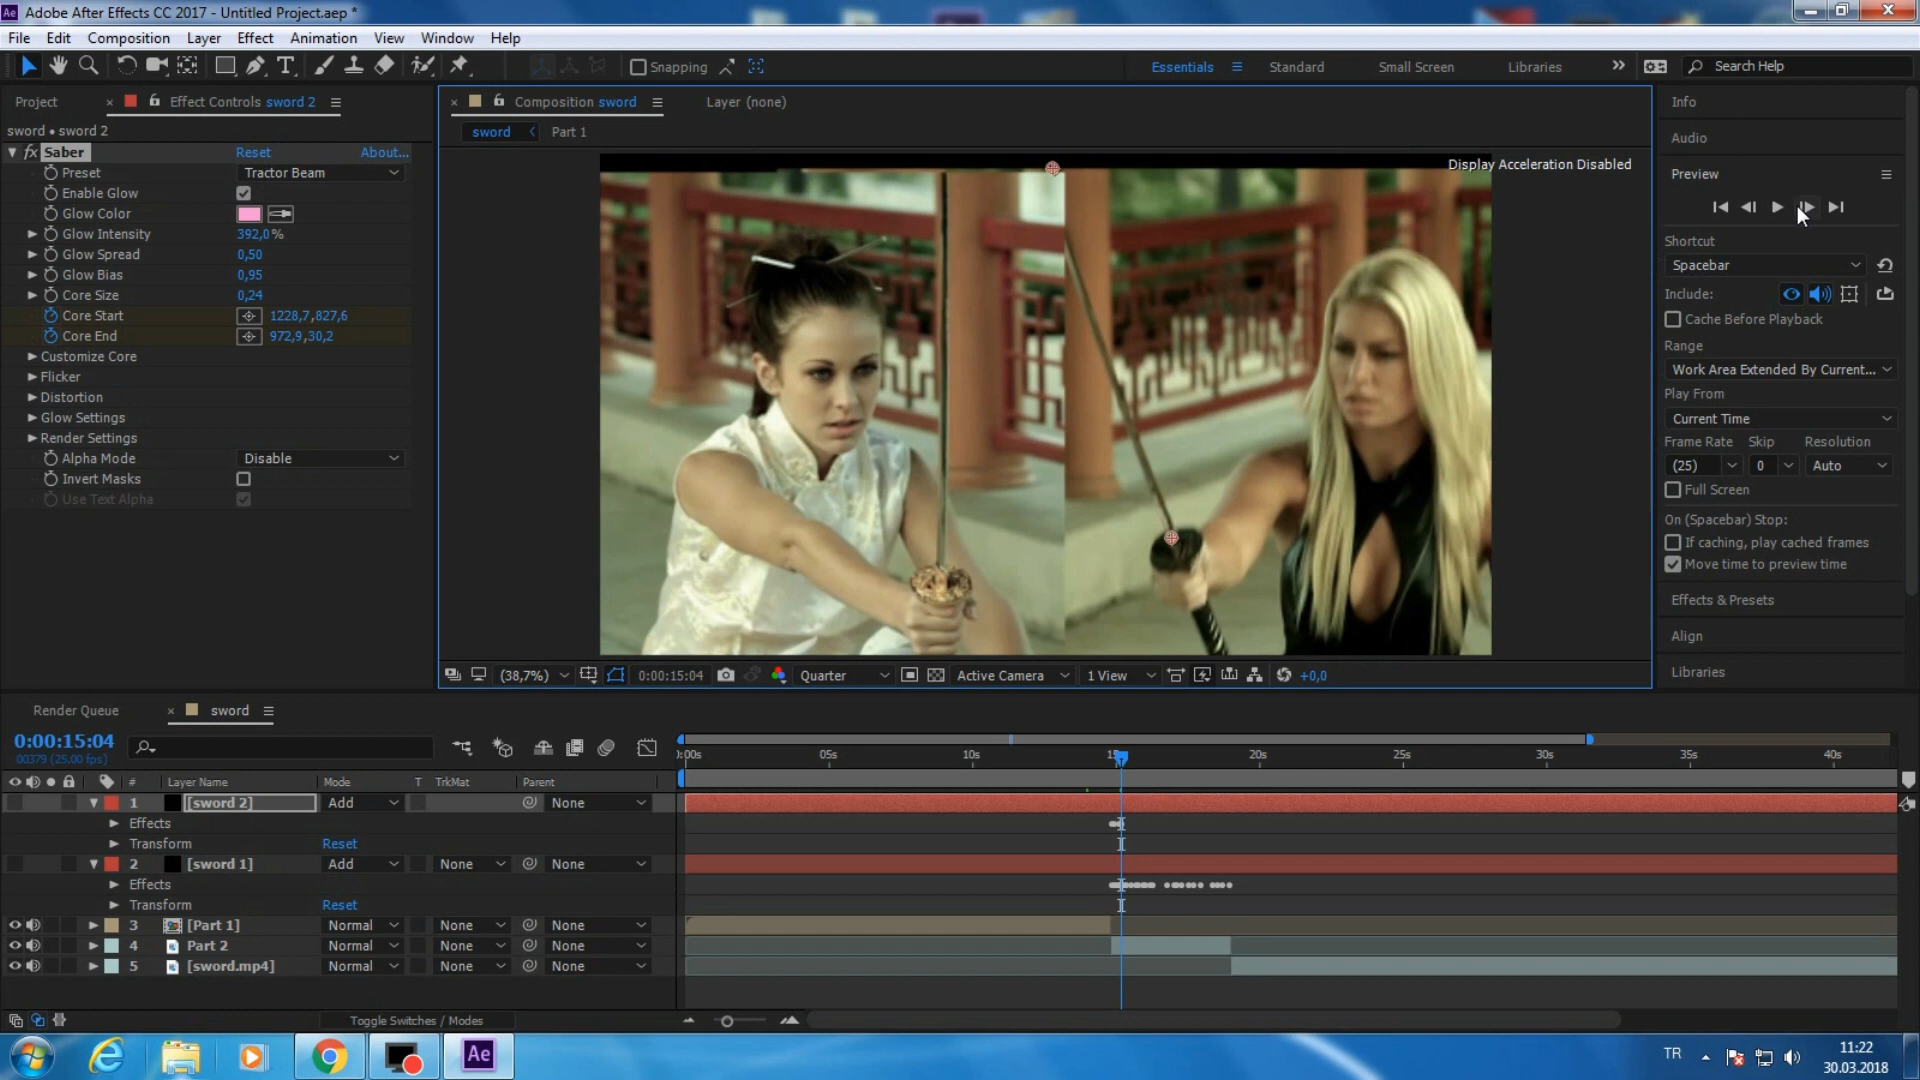 Adobe After Effects CC 2017 - Untitled Project.aep *
File Edit Composition Layer Effect Animation View Window Help
Snapping Essentials Standard Small Screen Libraries Search Help
Project Effect Controls sword 2 Composition sword Layer (none) Info
sword • sword 2 sword Part 1
Audio
fx Saber Reset About... Display Acceleration Disabled
Preset Tractor Beam Preview
Enable Glow
Glow Color
Glow Intensity 392,0 % Shortcut
Glow Spread 0,50 Spacebar
Glow Bias 0,95 Include:
Core Size 0,24 Cache Before Playback
Core Start 1228,7,827,6 Range
Core End 972,9,30,2 Work Area Extended By Current...
Customize Core Play From
Flicker Current Time
Distortion Frame Rate Skip Resolution
Glow Settings (25) 0 Auto
Render Settings Full Screen
Alpha Mode Disable On (Spacebar) Stop:
Invert Masks If caching, play cached frames
Use Text Alpha Move time to preview time
Effects & Presets
Align
(38,7%) 0:00:15:04 Quarter Active Camera 1 View +0,0 Libraries
Render Queue sword
0:00:15:04
00379 (25.00 fps) :00s 05s 10s 15s 20s 25s 30s 35s 40s
# Layer Name Mode T TrkMat Parent
1 [sword 2] Add None
Effects
Transform Reset
2 [sword 1] Add None None
Effects
Transform Reset
3 [Part 1] Normal None None
4 Part 2 Normal None None
5 [sword.mp4] Normal None None
Toggle Switches / Modes
Ae TR 11:22
30.03.2018